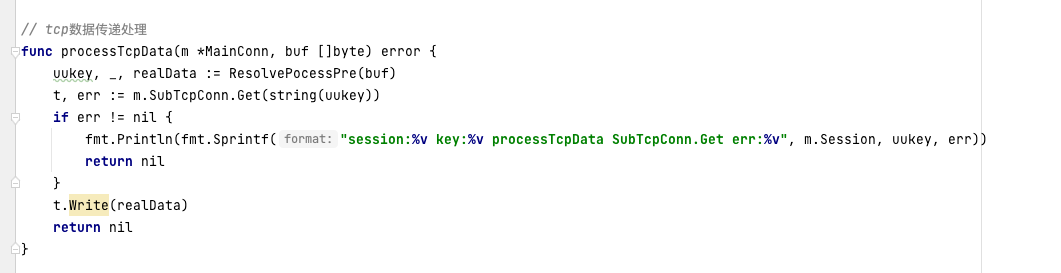 // tcp数据传递处理
func processTcpData(m *MainConn, buf []byte) error {
    uukey, _, realData := ResolvePocessPre(buf)
    t, err := m.SubTcpConn.Get(string(uukey))
    if err != nil {
        fmt.Println(fmt.Sprintf( format: "session:%v key:%v processTcpData SubTcpConn.Get err:%v", m.Session, uukey, err))
        return nil
    }
    t.Write(realData)
    return nil
}